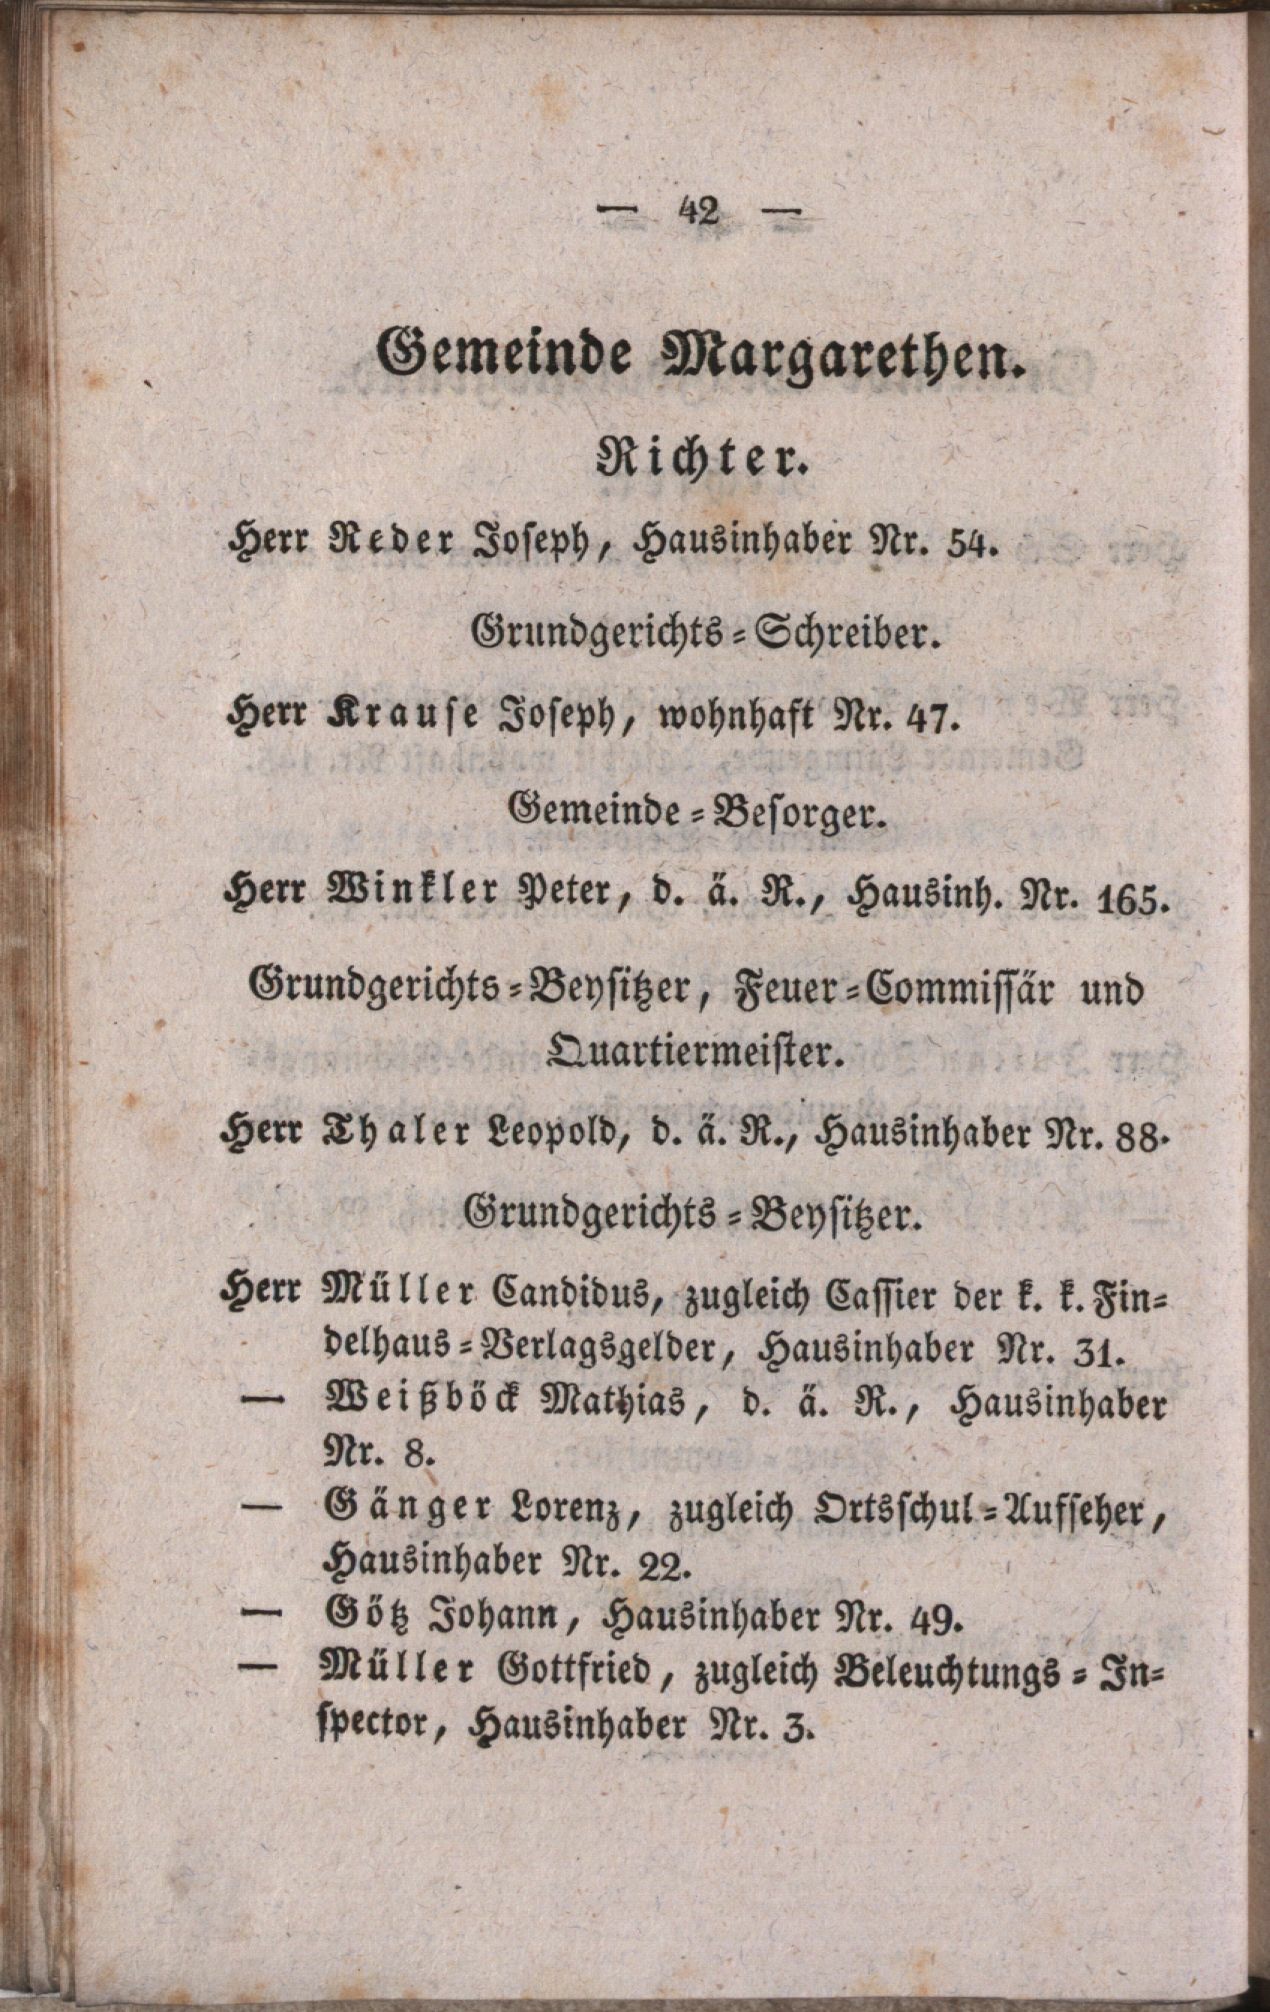 — 42 —
Gemeinde Margarethen.
Richter.
Herr Reder Joseph, Hausinhaber Nr. 54.
Grundgerichts-Schreiber.
Herr Krause Joseph, wohnhaft Nr. 47.
Gemeinde-Besorger.
Herr Winkler Peter, d. ä. R., Hausinh. Nr. 165.
Grundgerichts-Beysitzer, Feuer-Commissär und
Quartiermeister.
Herr Thaler Leopold, d. ä. R., Hausinhaber Nr. 88.
Grundgerichts-Beysitzer.
Herr Müller Candidus, zugleich Cassier der k. k. Fin-
delhaus-Verlagsgelder, Hausinhaber Nr. 31.
— Weißböck Mathias, d. ä. R., Hausinhaber
Nr. 8.
— Gänger Lorenz, zugleich Ortsschul-Aufseher,
Hausinhaber Nr. 22.
— Götz Johann, Hausinhaber Nr. 49.
— Müller Gottfried, zugleich Beleuchtungs-In-
spector, Hausinhaber Nr. 3.